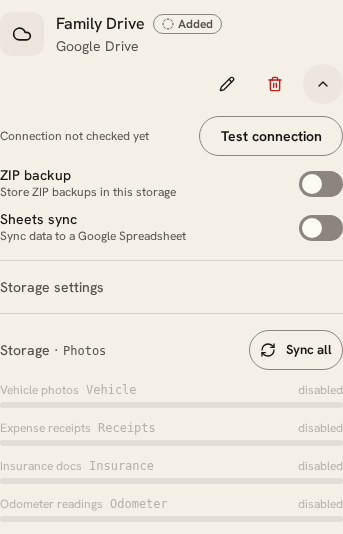 Family Drive Added
Google Drive
Connection not checked yet Test connection
ZIP backup
Store ZIP backups in this storage
Sheets sync
Sync data to a Google Spreadsheet
Storage settings
Storage · Photos Sync all
Vehicle photos Vehicle disabled
Expense receipts Receipts disabled
Insurance docs Insurance disabled
Odometer readings Odometer disabled